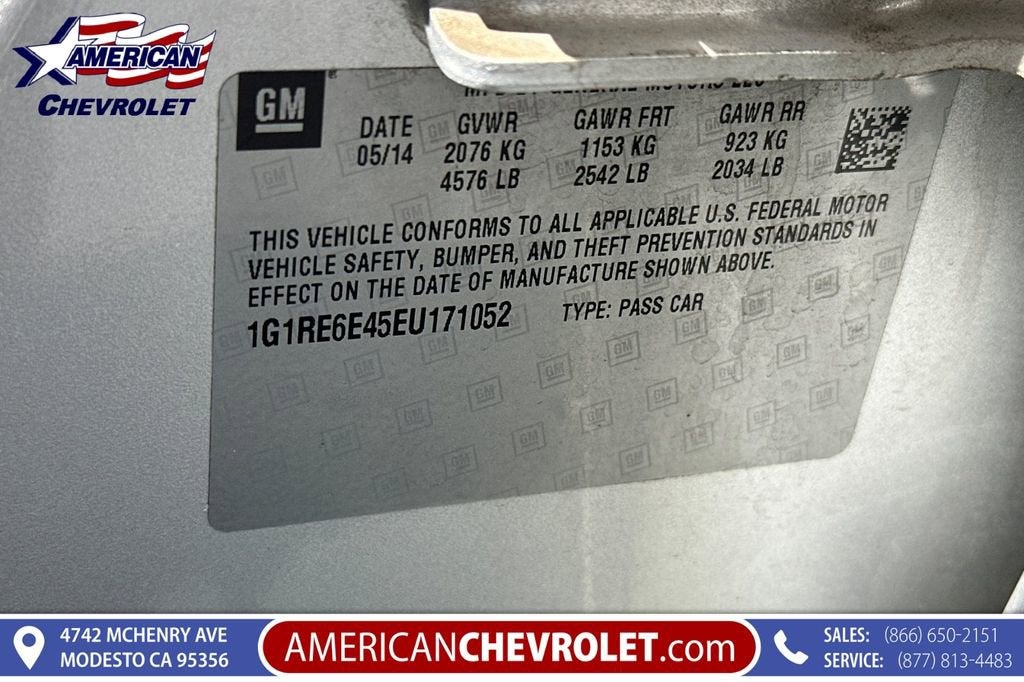 AMERICAN
CHEVROLET
GM
DATE GVWR GAWR FRT GAWR RR
05/14 2076 KG 1153 KG 923 KG
4576 LB 2542 LB 2034 LB
THIS VEHICLE CONFORMS TO ALL APPLICABLE U.S. FEDERAL MOTOR
VEHICLE SAFETY, BUMPER, AND THEFT PREVENTION STANDARDS IN
EFFECT ON THE DATE OF MANUFACTURE SHOWN ABOVE.
1G1RE6E45EU171052 TYPE: PASS CAR
4742 MCHENRY AVE
MODESTO CA 95356
AMERICANCHEVROLET.com
SALES: (866) 650-2151
SERVICE: (877) 813-4483